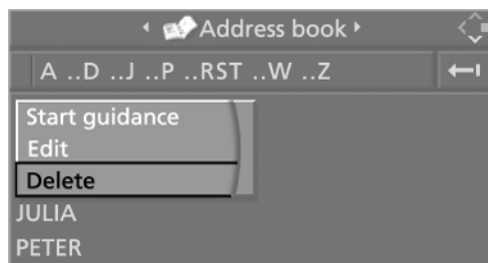 Address book
A ..D ..J ..P ..RST ..W ..Z
Start guidance
Edit
Delete
JULIA
PETER